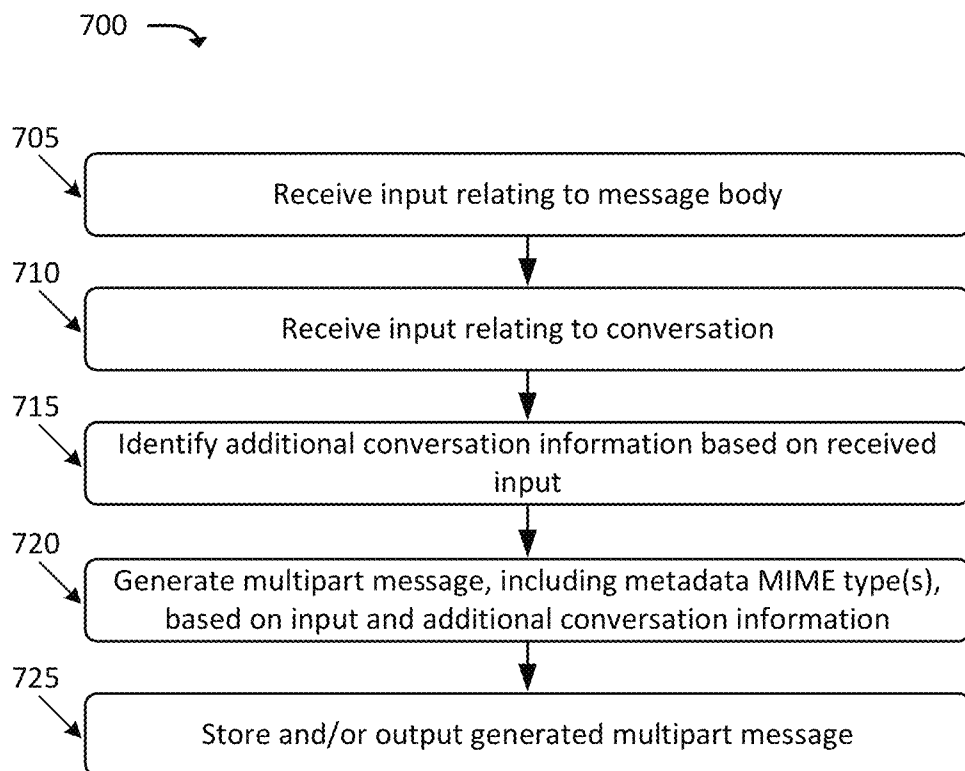 700
705
Receive input relating to message body
710
Receive input relating to conversation
715
Identify additional conversation information based on received
input
720
Generate multipart message, including metadata MIME type(s),
based on input and additional conversation information
725
Store and/or output generated multipart message